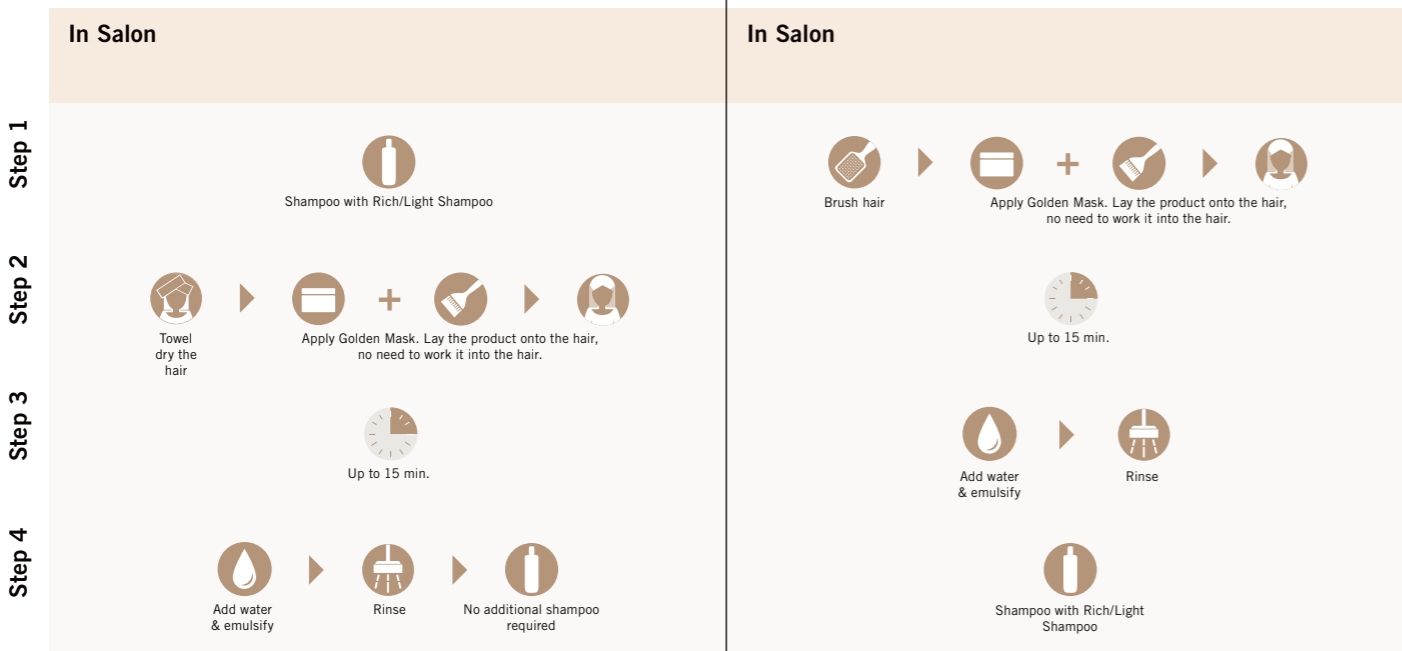 In Salon
In Salon
Step 1
Shampoo with Rich/Light Shampoo
Brush hair
Apply Golden Mask. Lay the product onto the hair,
no need to work it into the hair.
Step 2
Towel
dry the
hair
Apply Golden Mask. Lay the product onto the hair,
no need to work it into the hair.
Up to 15 min.
Step 3
Up to 15 min.
Add water
& emulsify
Rinse
Step 4
Add water
& emulsify
Rinse
No additional shampoo
required
Shampoo with Rich/Light
Shampoo